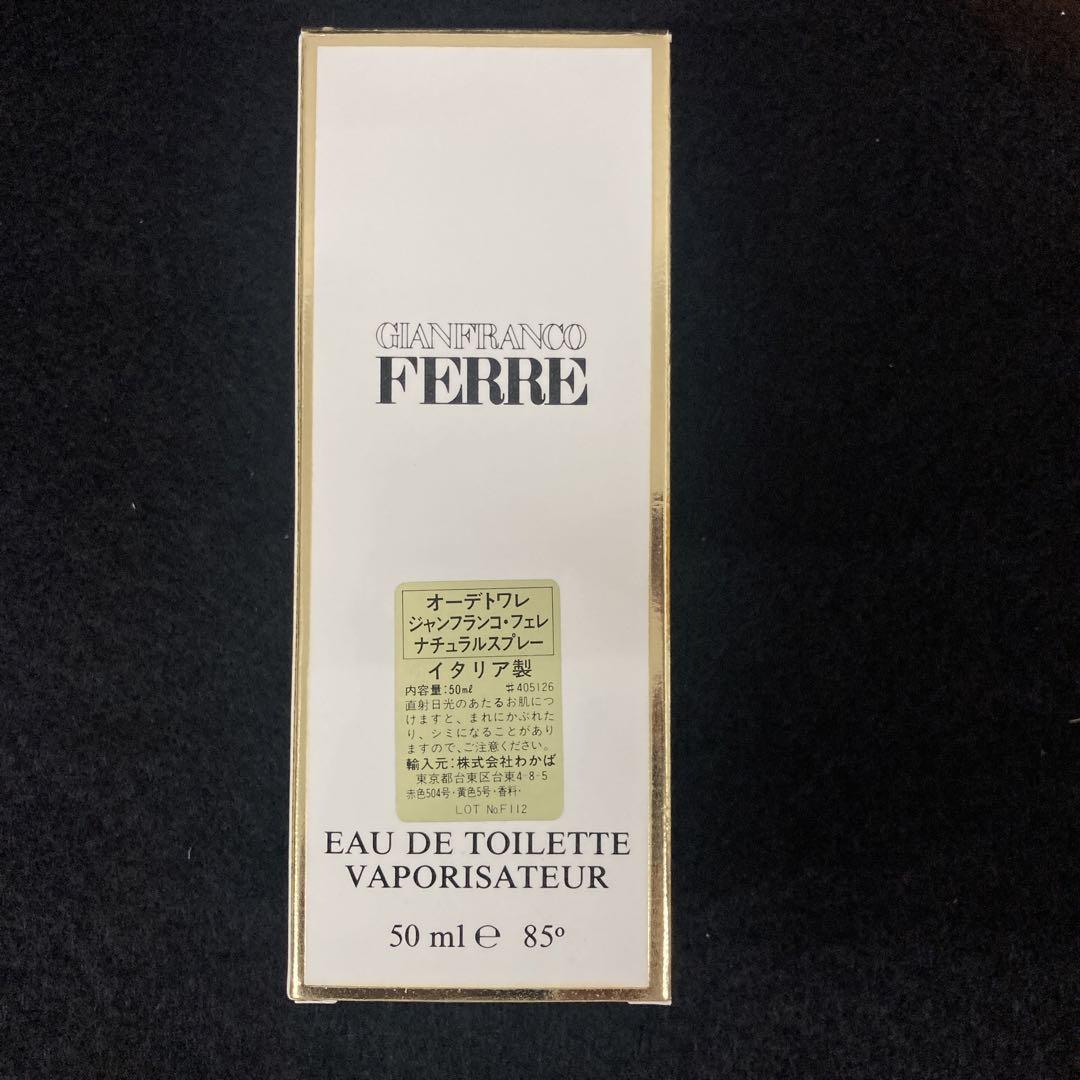 GIANFRANCO
FERRE
オーデトワレ
ジャンフランコ・フェレ
ナチュラルスプレー
イタリア製
内容量:50ml #405126
直射日光のあたるお肌につ
けますと、まれにかぶれた
り、シミになることがあり
ますので、ご注意ください。
輸入元:株式会社わかば
東京都台東区台東4-8-5
赤色504号・黄色5号・香料・
LOT No.F112
EAU DE TOILETTE
VAPORISATEUR
50 ml ℮ 85º